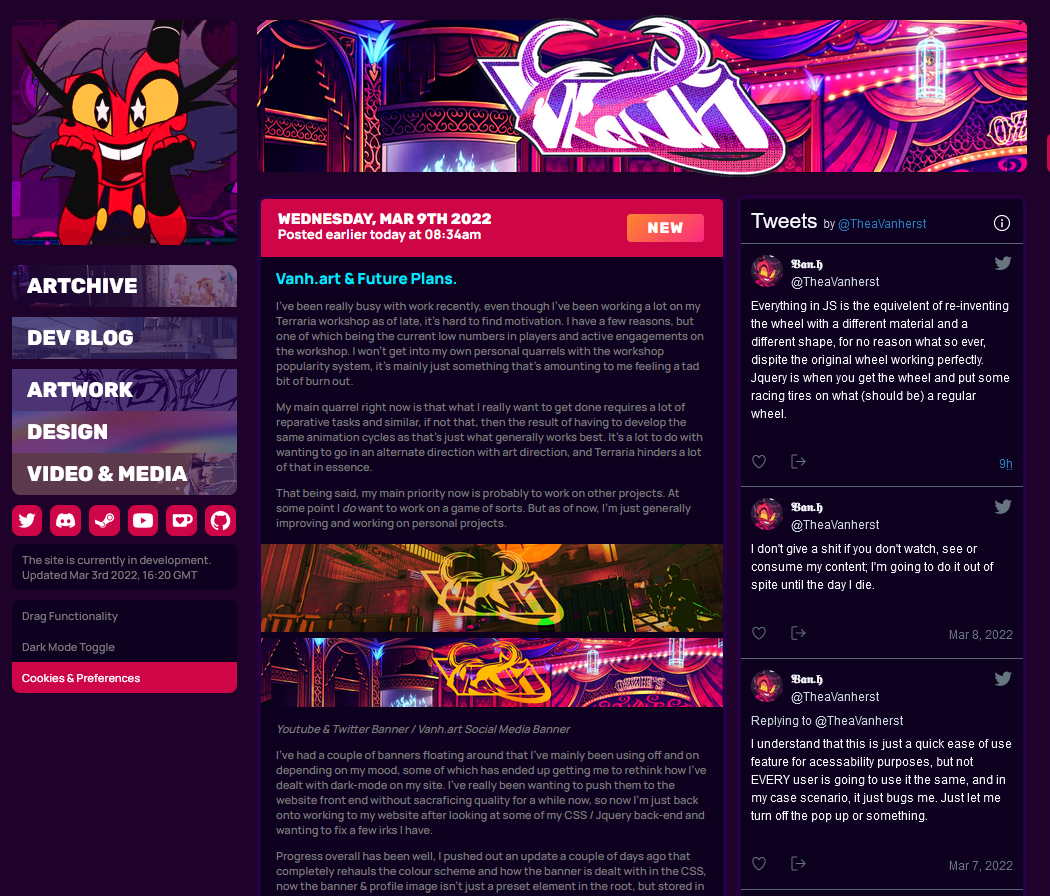 Vanh
OZ
ARTCHIVE
DEV BLOG
ARTWORK
DESIGN
VIDEO & MEDIA
The site is currently in development.
Updated Mar 3rd 2022, 16:20 GMT
Drag Functionality
Dark Mode Toggle
Cookies & Preferences
WEDNESDAY, MAR 9TH 2022
Posted earlier today at 08:34am
NEW
Vanh.art & Future Plans.
I've been really busy with work recently, even though I've been working a lot on my
Terraria workshop as of late, it's hard to find motivation. I have a few reasons, but
one of which being the current low numbers in players and active engagements on
the workshop. I won't get into my own personal quarrels with the workshop
popularity system, it's mainly just something that's amounting to me feeling a tad
bit of burn out.
My main quarrel right now is that what I really want to get done requires a lot of
reparative tasks and similar, if not that, then the result of having to develop the
same animation cycles as that's just what generally works best. It's a lot to do with
wanting to go in an alternate direction with art direction, and Terraria hinders a lot
of that in essence.
That being said, my main priority now is probably to work on other projects. At
some point I do want to work on a game of sorts. But as of now, I'm just generally
improving and working on personal projects.
OZZIE'S
Youtube & Twitter Banner / Vanh.art Social Media Banner
I've had a couple of banners floating around that I've mainly been using off and on
depending on my mood, some of which has ended up getting me to rethink how I've
dealt with dark-mode on my site. I've really been wanting to push them to the
website front end without sacraficing quality for a while now, so now I'm just back
onto working to my website after looking at some of my CSS / Jquery back-end and
wanting to fix a few irks I have.
Progress overall has been well, I pushed out an update a couple of days ago that
completely rehauls the colour scheme and how the banner is dealt with in the CSS,
now the banner & profile image isn't just a preset element in the root, but stored in
Tweets by @TheaVanherst
𝕭𝖆𝖓.𝖍
@TheaVanherst
Everything in JS is the equivelent of re-inventing
the wheel with a different material and a
different shape, for no reason what so ever,
dispite the original wheel working perfectly.
Jquery is when you get the wheel and put some
racing tires on what (should be) a regular
wheel.
9h
𝕭𝖆𝖓.𝖍
@TheaVanherst
I don't give a shit if you don't watch, see or
consume my content; I'm going to do it out of
spite until the day I die.
Mar 8, 2022
𝕭𝖆𝖓.𝖍
@TheaVanherst
Replying to @TheaVanherst
I understand that this is just a quick ease of use
feature for acessability purposes, but not
EVERY user is going to use it the same, and in
my case scenario, it just bugs me. Just let me
turn off the pop up or something.
Mar 7, 2022